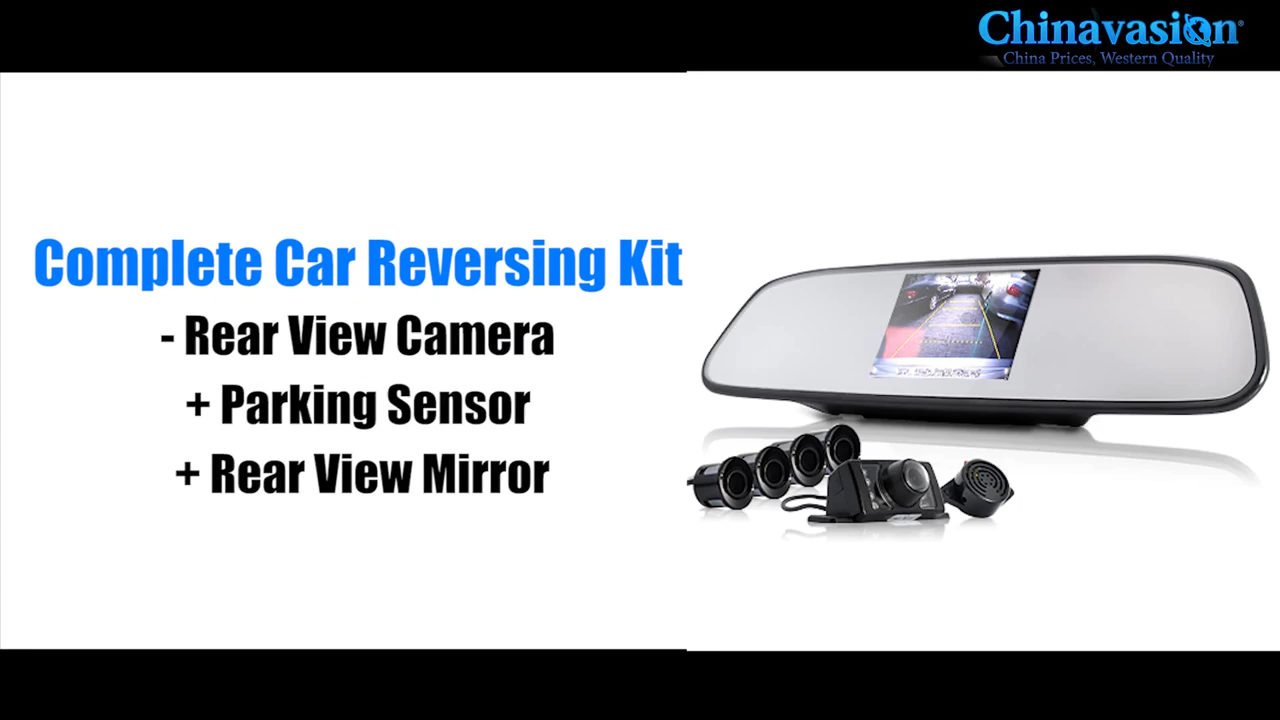 Chinavasion®
China Prices, Western Quality
Complete Car Reversing Kit
- Rear View Camera
+ Parking Sensor
+ Rear View Mirror